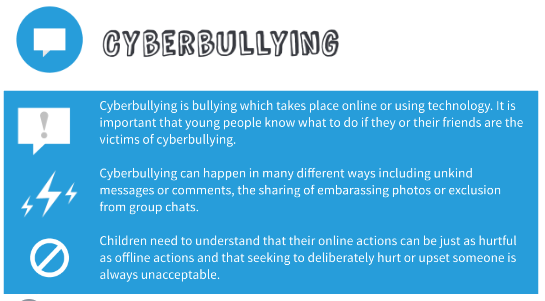 CYBERBULLYING
Cyberbullying is bullying which takes place online or using technology. It is
important that young people know what to do if they or their friends are the
victims of cyberbullying.
Cyberbullying can happen in many different ways including unkind
messages or comments, the sharing of embarassing photos or exclusion
from group chats.
Children need to understand that their online actions can be just as hurtful
as offline actions and that seeking to deliberately hurt or upset someone is
always unacceptable.